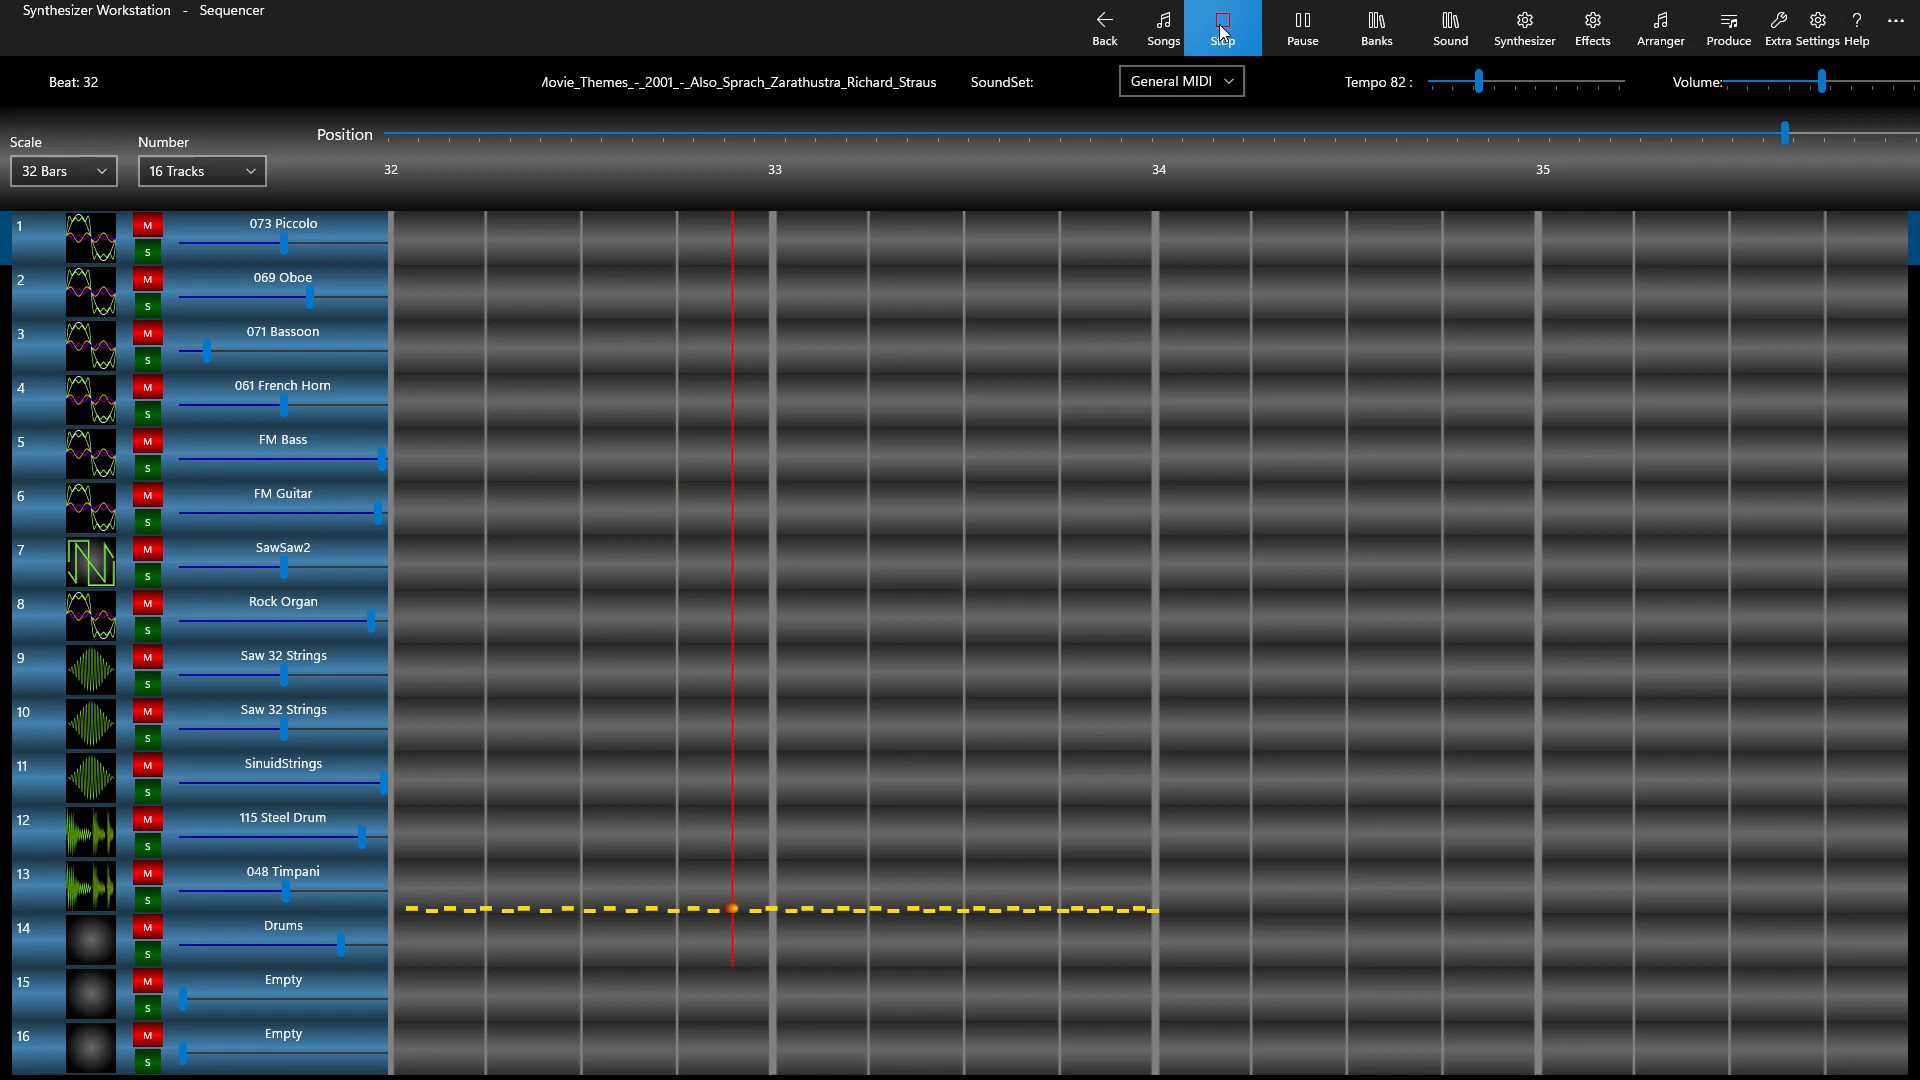 Synthesizer Workstation - Sequencer
Back
Songs
Stop
Pause
Banks
Sound
Synthesizer
Effects
Arranger
Produce
Extra
Settings
Help
Beat: 32
Movie_Themes_-_2001_-_Also_Sprach_Zarathustra_Richard_Straus
SoundSet:
General MIDI
Tempo 82 :
Volume:
Scale
Number
Position
32 Bars
16 Tracks
32
33
34
35
1
M
S
073 Piccolo
2
M
S
069 Oboe
3
M
S
071 Bassoon
4
M
S
061 French Horn
5
M
S
FM Bass
6
M
S
FM Guitar
7
M
S
SawSaw2
8
M
S
Rock Organ
9
M
S
Saw 32 Strings
10
M
S
Saw 32 Strings
11
M
S
SinuidStrings
12
M
S
115 Steel Drum
13
M
S
048 Timpani
14
M
S
Drums
15
M
S
Empty
16
M
S
Empty